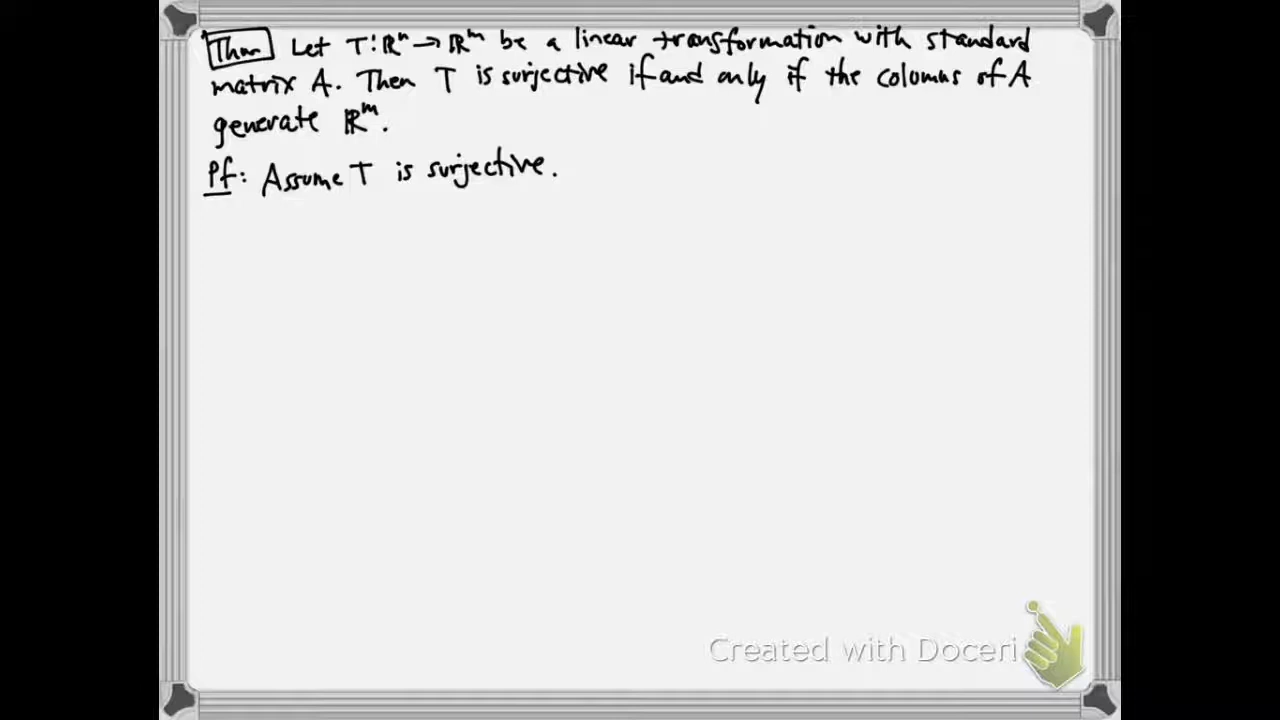 Thm Let T: ℝⁿ → ℝᵐ be a linear transformation with standard
matrix A. Then T is surjective if and only if the columns of A
generate ℝᵐ.
Pf: Assume T is surjective.
Created with Doceri